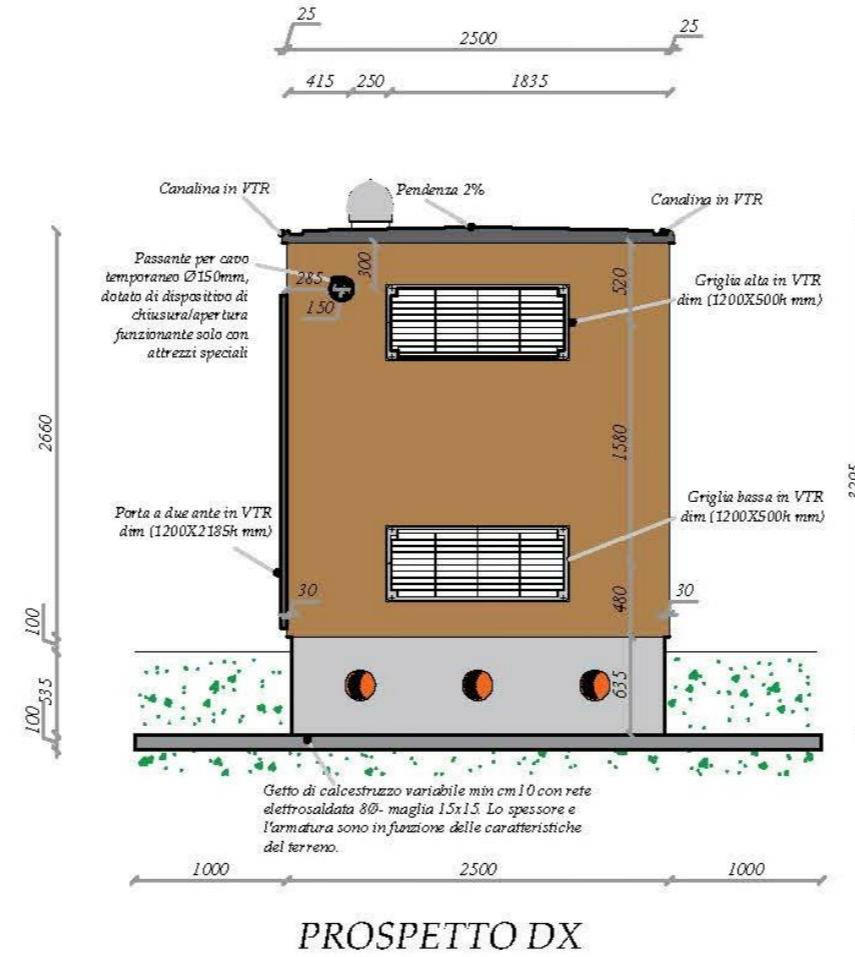 25
2500
25
415
250
1835
Canalina in VTR
Pendenza 2%
Canalina in VTR
Passante per cavo
temporaneo Ø150mm,
dotato di dispositivo di
chiusura/apertura
funzionante solo con
attrezzi speciali
285
150
300
520
Griglia alta in VTR
dim (1200X500h mm)
2660
1580
Porta a due ante in VTR
dim (1200X2185h mm)
Griglia bassa in VTR
dim (1200X500h mm)
30
480
30
100
535
100
635
Getto di calcestruzzo variabile min cm10 con rete
elettrosaldata 8Ø- maglia 15x15. Lo spessore e
l'armatura sono in funzione delle caratteristiche
del terreno.
1000
2500
1000
PROSPETTO DX